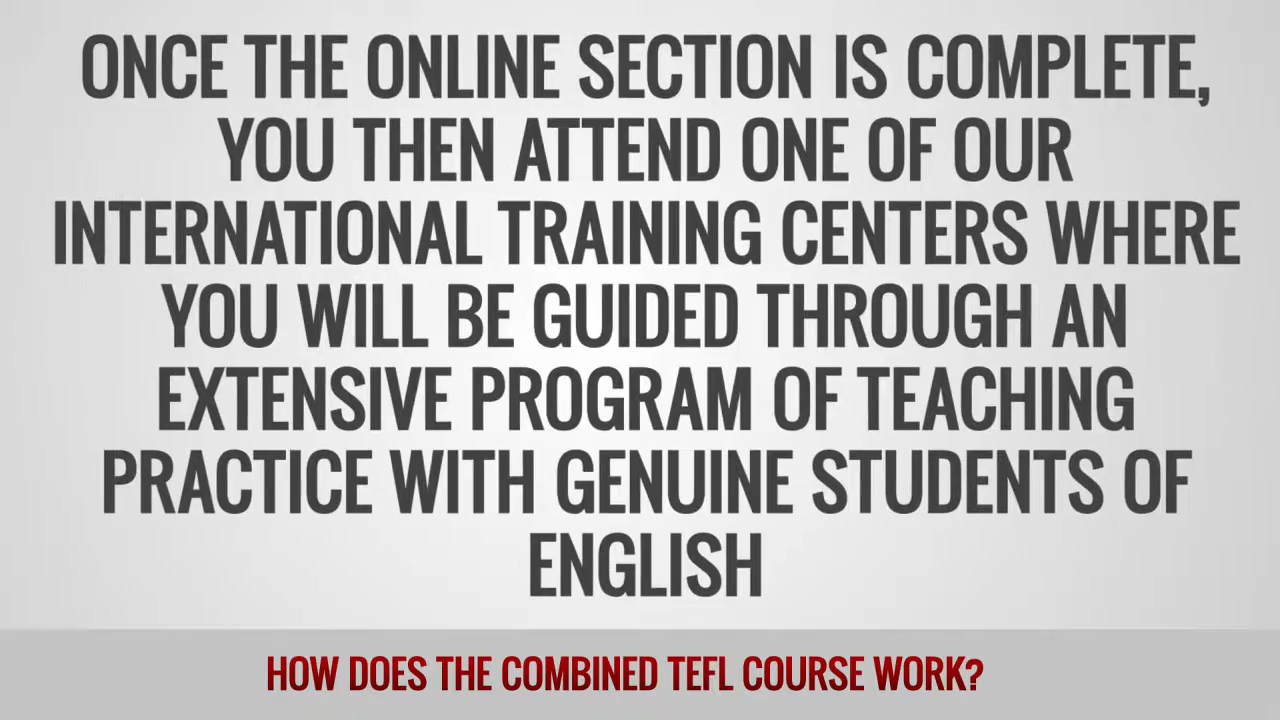 ONCE THE ONLINE SECTION IS COMPLETE,
YOU THEN ATTEND ONE OF OUR
INTERNATIONAL TRAINING CENTERS WHERE
YOU WILL BE GUIDED THROUGH AN
EXTENSIVE PROGRAM OF TEACHING
PRACTICE WITH GENUINE STUDENTS OF
ENGLISH
HOW DOES THE COMBINED TEFL COURSE WORK?